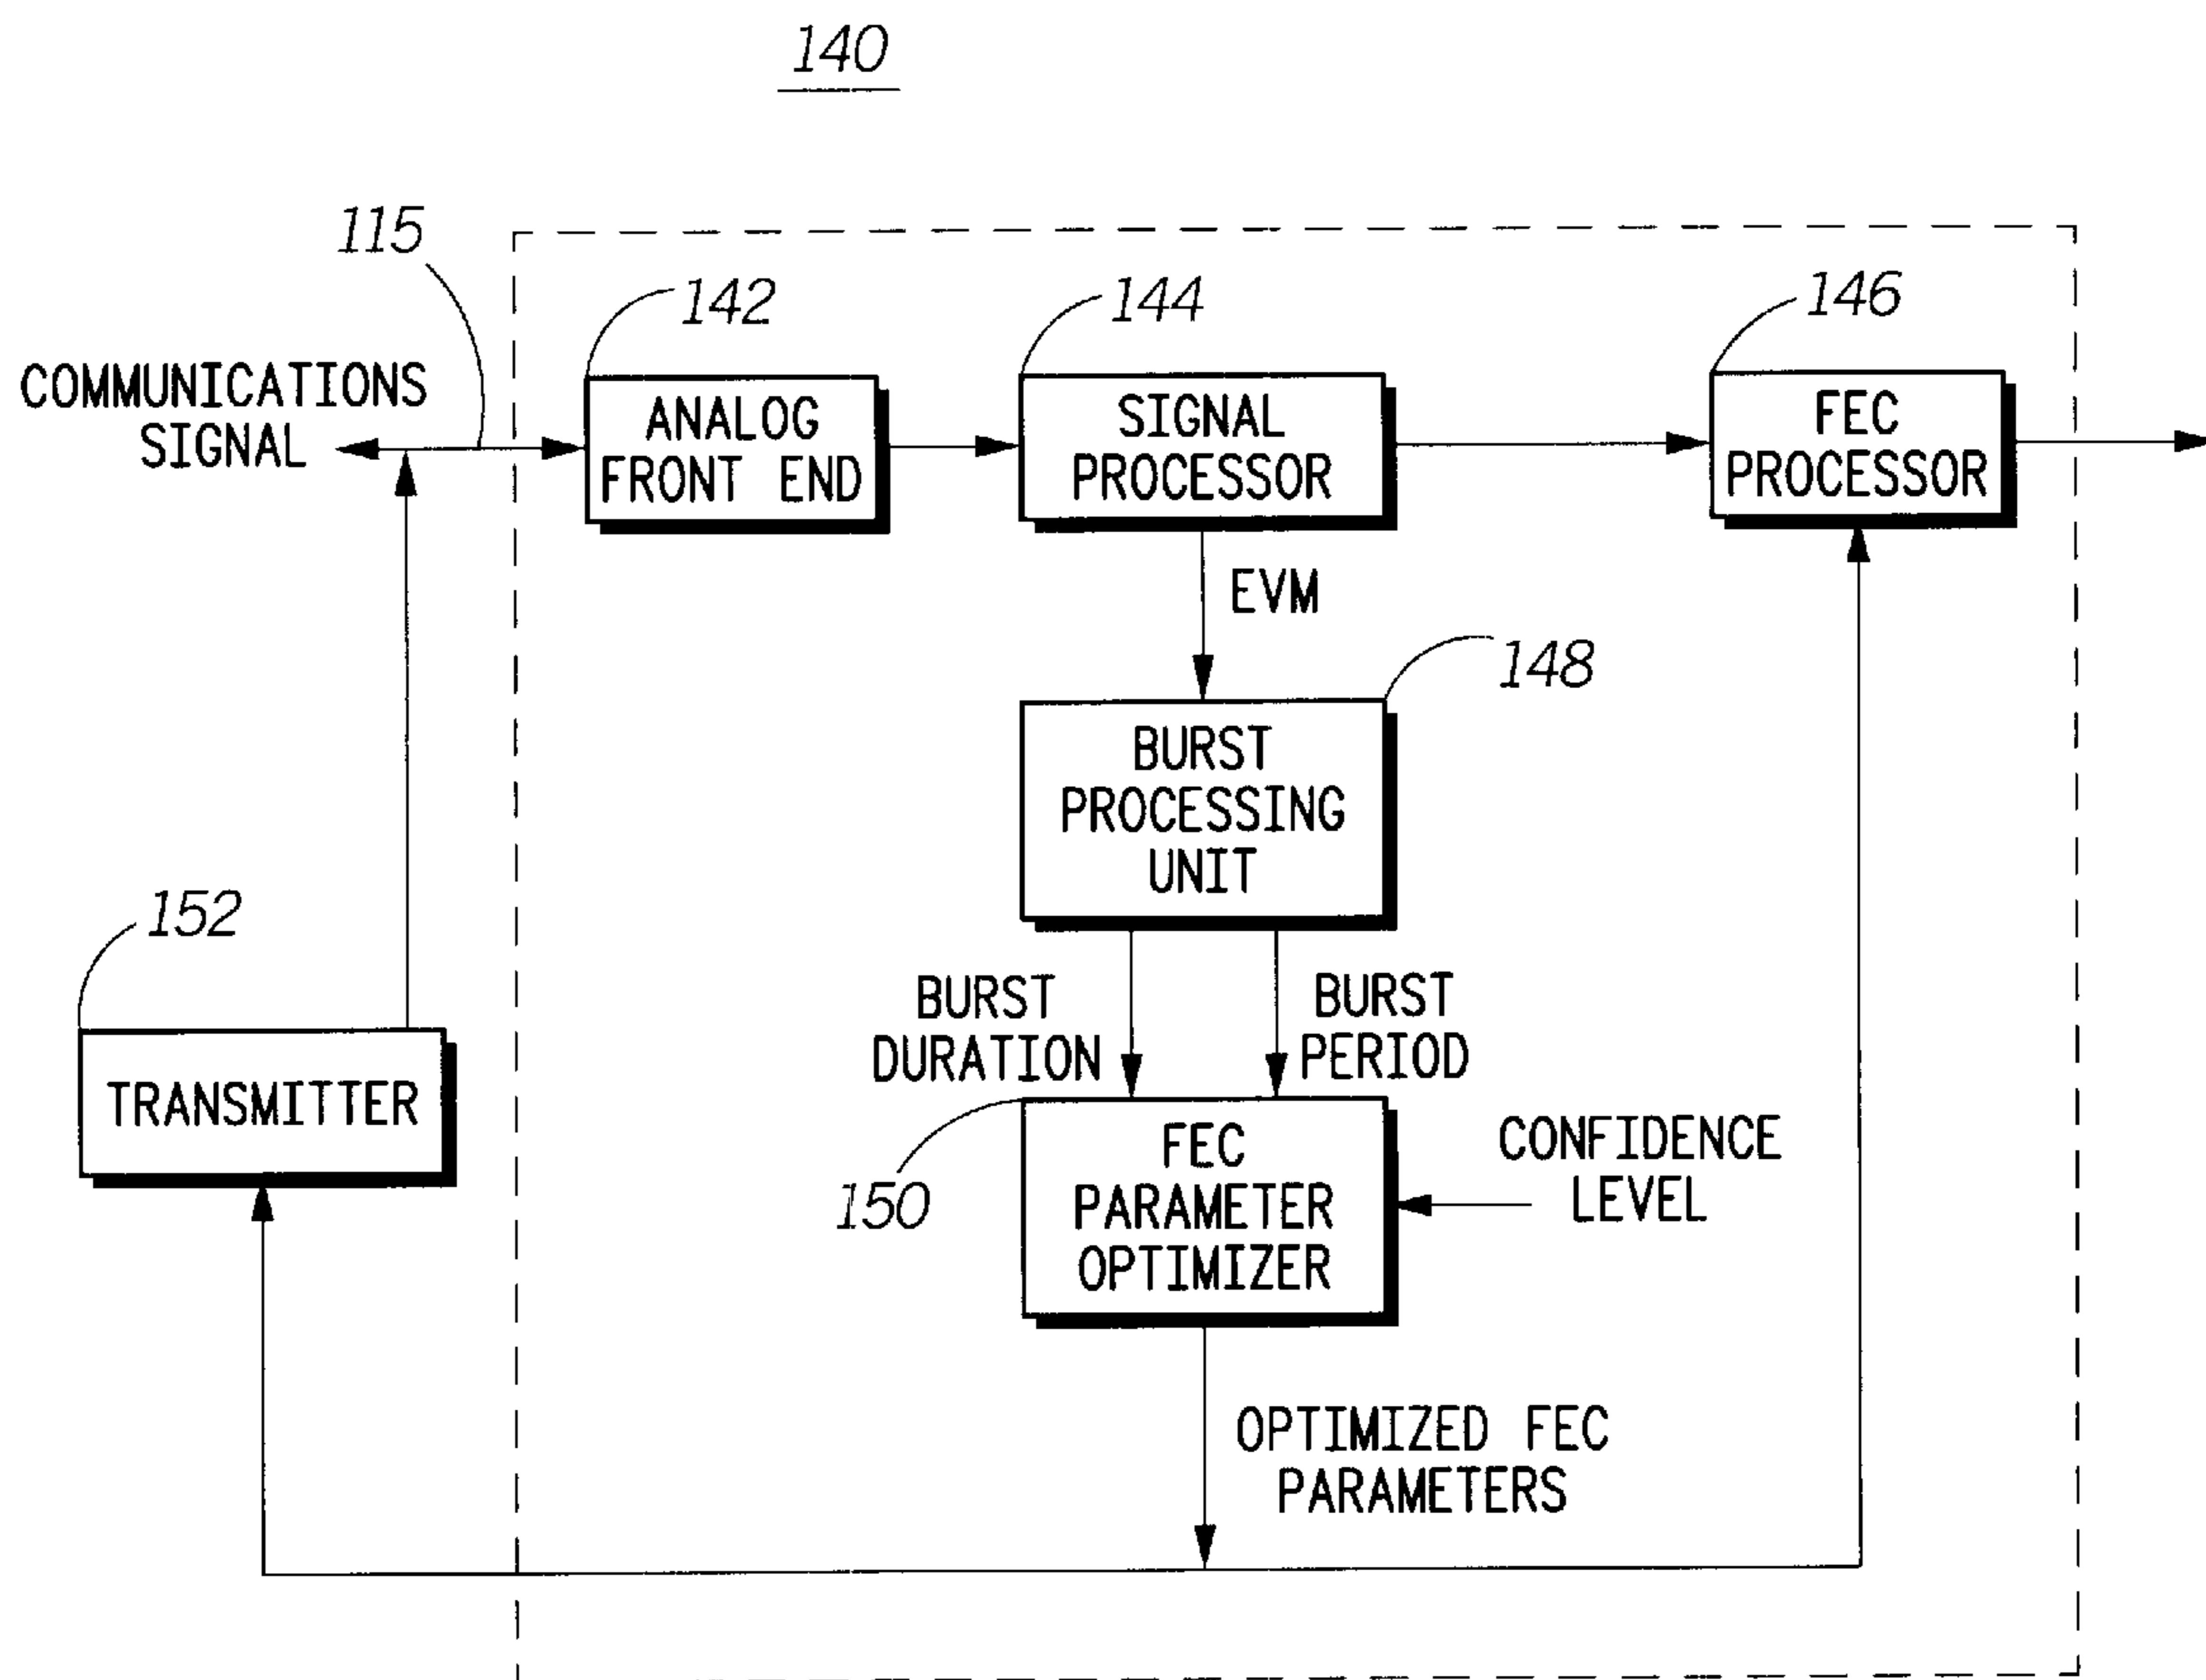 140
115
142
144
146
COMMUNICATIONS
SIGNAL
ANALOG
FRONT END
SIGNAL
PROCESSOR
FEC
PROCESSOR
EVM
148
BURST
PROCESSING
UNIT
152
BURST
DURATION
BURST
PERIOD
TRANSMITTER
150
FEC
PARAMETER
OPTIMIZER
CONFIDENCE
LEVEL
OPTIMIZED FEC
PARAMETERS